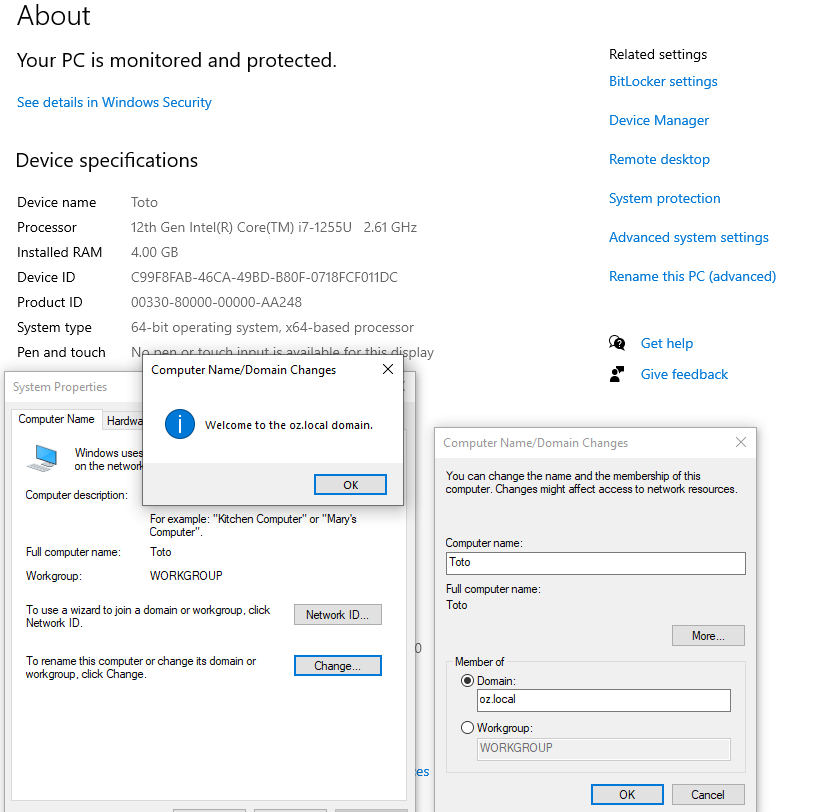 About
Your PC is monitored and protected.
See details in Windows Security
Device specifications
Device name Toto
Processor 12th Gen Intel(R) Core(TM) i7-1255U 2.61 GHz
Installed RAM 4.00 GB
Device ID C99F8FAB-46CA-49BD-B80F-0718FCF011DC
Product ID 00330-80000-00000-AA248
System type 64-bit operating system, x64-based processor
Pen and touch No pen or touch input is available for this display
Related settings
BitLocker settings
Device Manager
Remote desktop
System protection
Advanced system settings
Rename this PC (advanced)
Get help
Give feedback
System Properties
Computer Name Hardwa
Windows uses
on the network
Computer description:
For example: "Kitchen Computer" or "Mary's
Computer".
Full computer name: Toto
Workgroup: WORKGROUP
To use a wizard to join a domain or workgroup, click
Network ID.
Network ID...
To rename this computer or change its domain or
workgroup, click Change.
Change...
Computer Name/Domain Changes
Welcome to the oz.local domain.
OK
Computer Name/Domain Changes
You can change the name and the membership of this
computer. Changes might affect access to network resources.
Computer name:
Toto
Full computer name:
Toto
More...
Member of
Domain:
oz.local
Workgroup:
WORKGROUP
OK Cancel